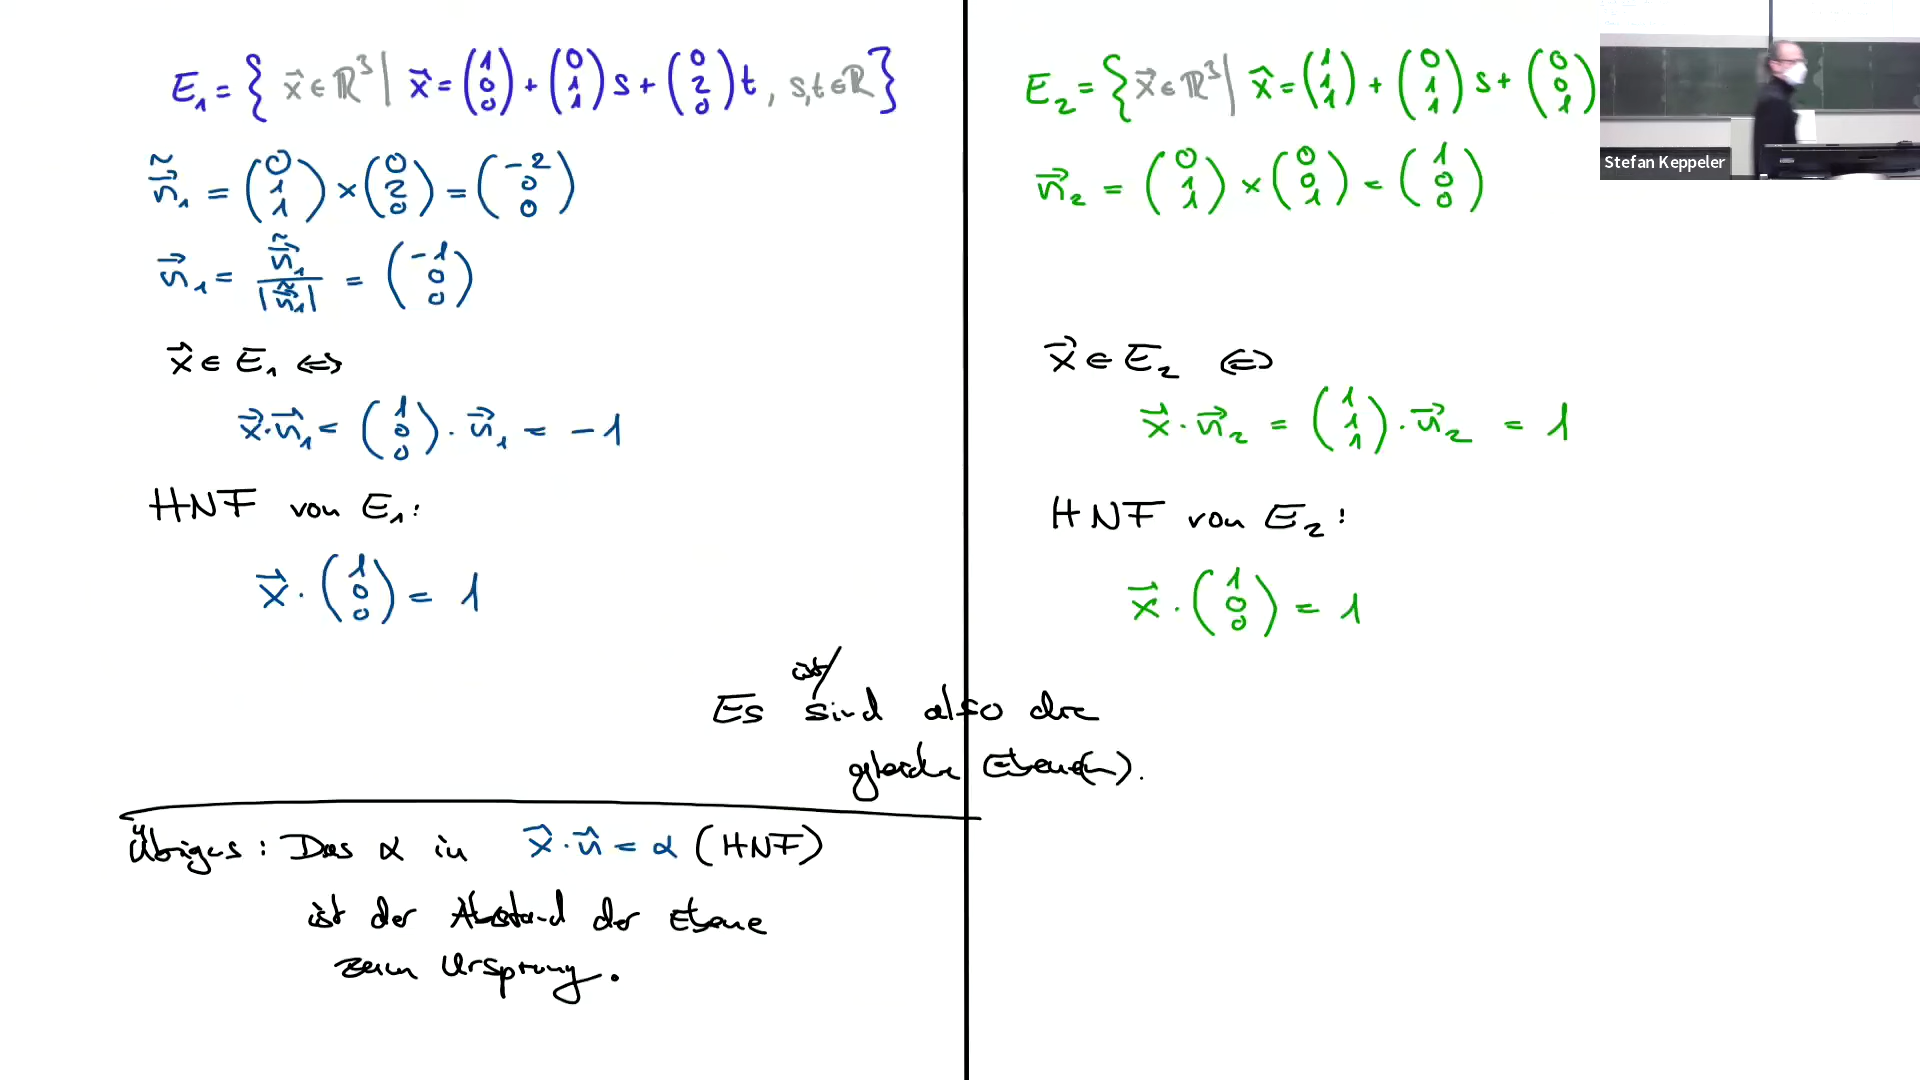 E₁ = { x⃗ ∈ ℝ³ | x⃗ = (1 0 0) + (0 1 1) s + (0 2 0) t , s,t ∈ ℝ }
ñ⃗₁ = (0 1 1) × (0 2 0) = (-2 0 0)
n⃗₁ = ñ⃗₁ / |ñ⃗₁| = (-1 0 0)
x⃗ ∈ E₁ ⇔
x⃗ · n⃗₁ = (1 0 0) · n⃗₁ = -1
HNF von E₁:
x⃗ · (1 0 0) = 1
E₂ = { x⃗ ∈ ℝ³ | x⃗ = (1 1 1) + (0 1 1) s + (0 0 1)
n⃗₂ = (0 1 1) × (0 0 1) = (1 0 0)
x⃗ ∈ E₂ ⇔
x⃗ · n⃗₂ = (1 1 1) · n⃗₂ = 1
HNF von E₂:
x⃗ · (1 0 0) = 1
ist/
Es sind also die
gleiche Ebene(n).
Übriges: Das α in x⃗ · n⃗ = α (HNF)
ist der Abstand der Ebene
zum Ursprung.
Stefan Keppeler